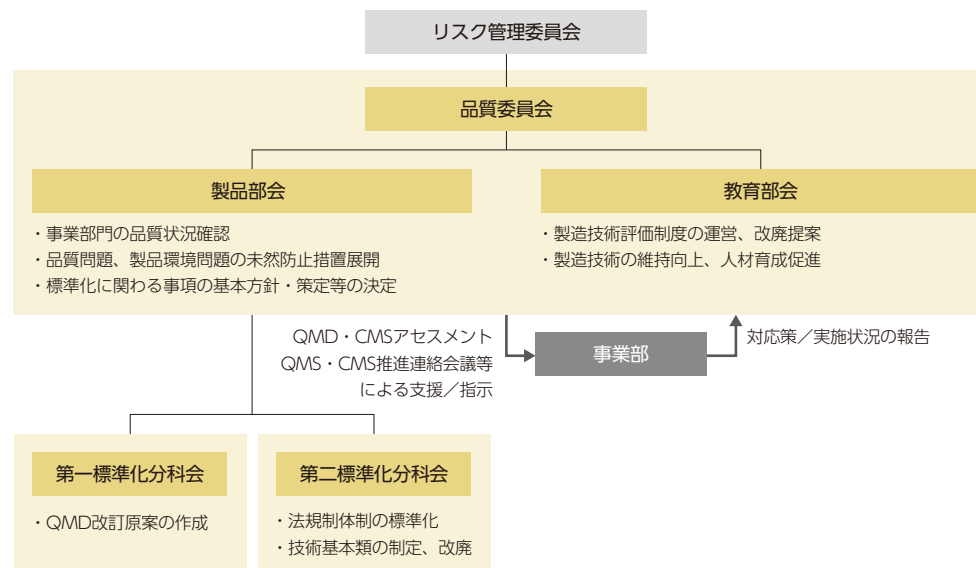 リスク管理委員会
品質委員会
製品部会
・事業部門の品質状況確認
・品質問題、製品環境問題の未然防止措置展開
・標準化に関わる事項の基本方針・策定等の決定
教育部会
・製造技術評価制度の運営、改廃提案
・製造技術の維持向上、人材育成促進
QMD・CMSアセスメント
QMS・CMS推進連絡会議等
による支援／指示
事業部
対応策／実施状況の報告
第一標準化分科会
・QMD改訂原案の作成
第二標準化分科会
・法規制体制の標準化
・技術基本類の制定、改廃